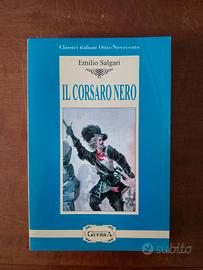 Classici italiani Otto-Novecento
Emilio Salgari
IL CORSARO NERO
GUERRA
subito